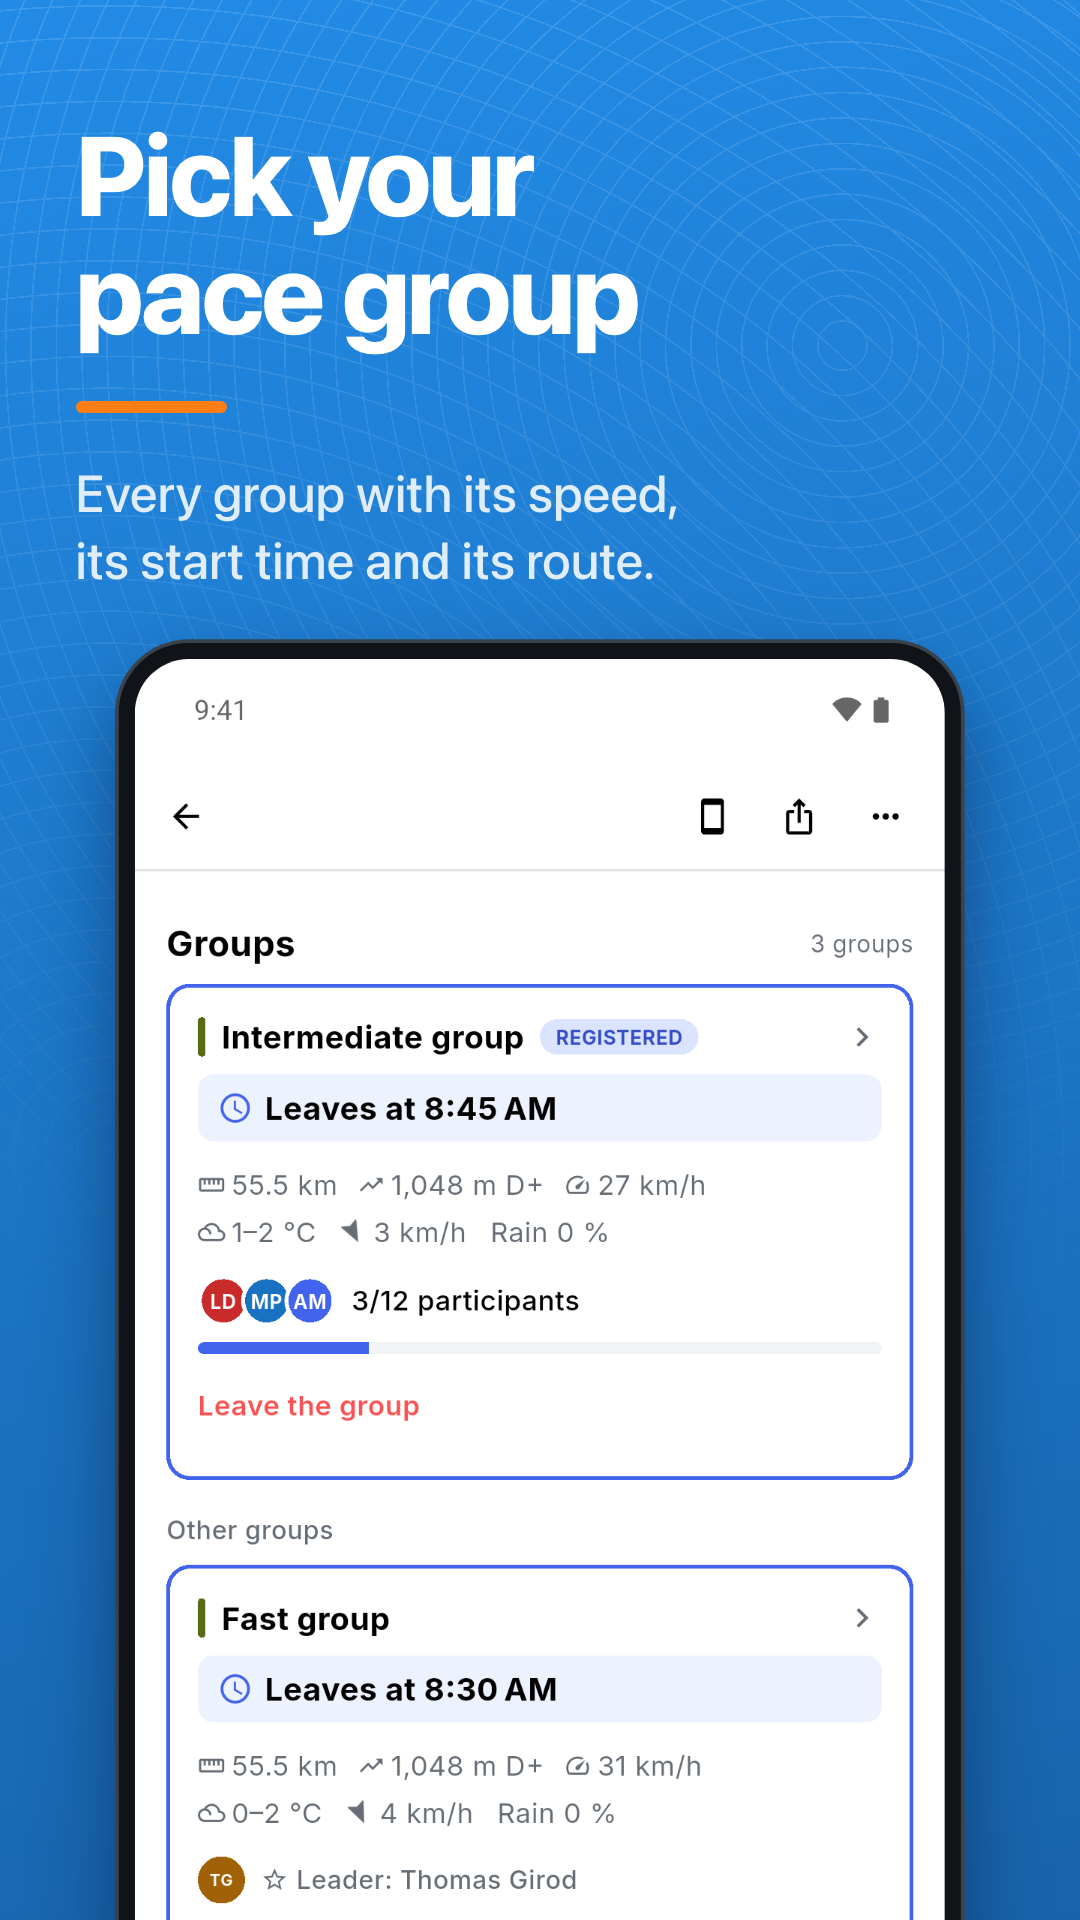 Pick your
pace group
Every group with its speed,
its start time and its route.
9:41
Groups
3 groups
Intermediate group REGISTERED
Leaves at 8:45 AM
55.5 km 1,048 m D+ 27 km/h
1–2 °C 3 km/h Rain 0 %
LD MP AM 3/12 participants
Leave the group
Other groups
Fast group
Leaves at 8:30 AM
55.5 km 1,048 m D+ 31 km/h
0–2 °C 4 km/h Rain 0 %
TG Leader: Thomas Girod